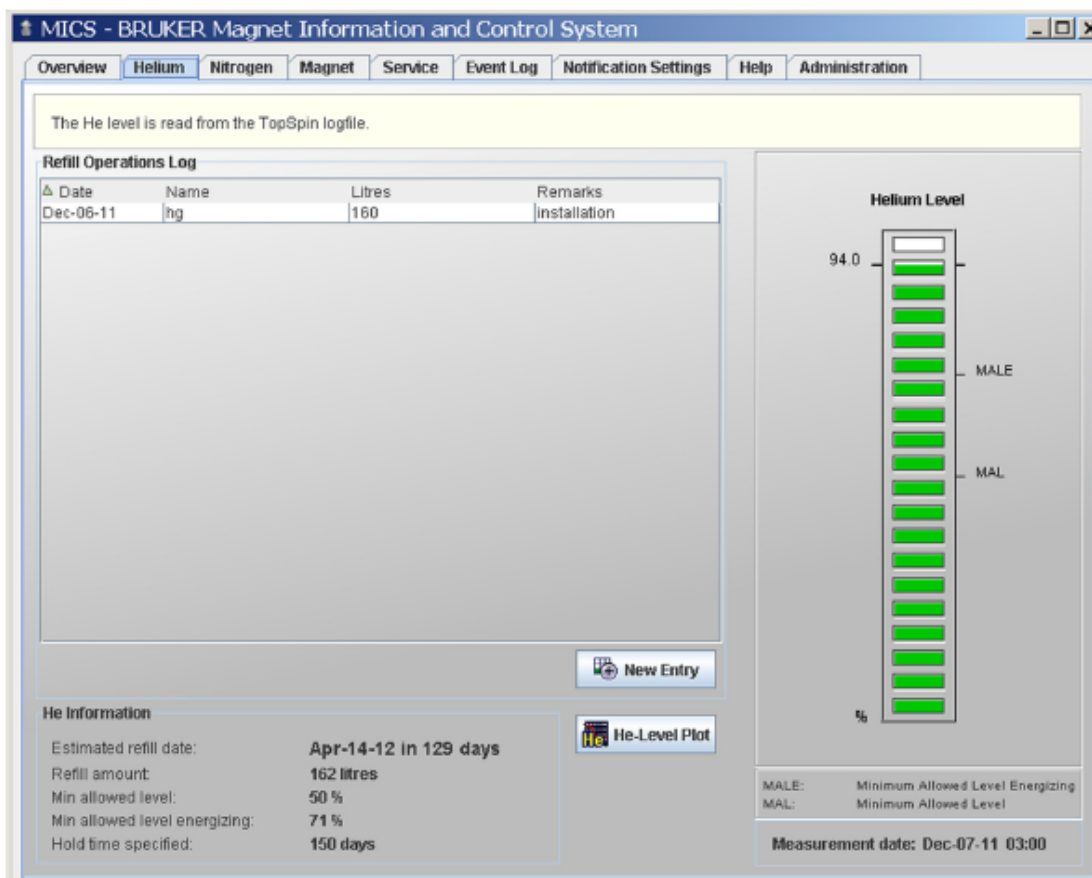 MICS - BRUKER Magnet Information and Control System
Overview Helium Nitrogen Magnet Service Event Log Notification Settings Help Administration
The He level is read from the TopSpin logfile.
Refill Operations Log
Date Name Litres Remarks
Dec-06-11 hg 160 installation
New Entry
He Information
Estimated refill date: Apr-14-12 in 129 days
Refill amount: 162 litres
Min allowed level: 50 %
Min allowed level energizing: 71 %
Hold time specified: 150 days
He He-Level Plot
Helium Level
94.0
MALE
MAL
%
MALE: Minimum Allowed Level Energizing
MAL: Minimum Allowed Level
Measurement date: Dec-07-11 03:00